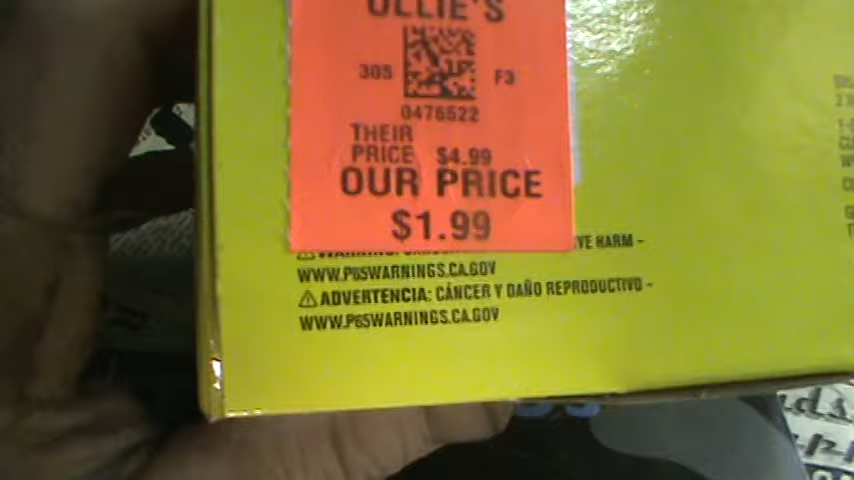 OLLIE'S
305 F3
0476522
THEIR
PRICE $4.99
OUR PRICE
$1.99
WARNING: HARM -
WWW.P65WARNINGS.CA.GOV
ADVERTENCIA: CÁNCER Y DAÑO REPRODUCTIVO -
WWW.P65WARNINGS.CA.GOV